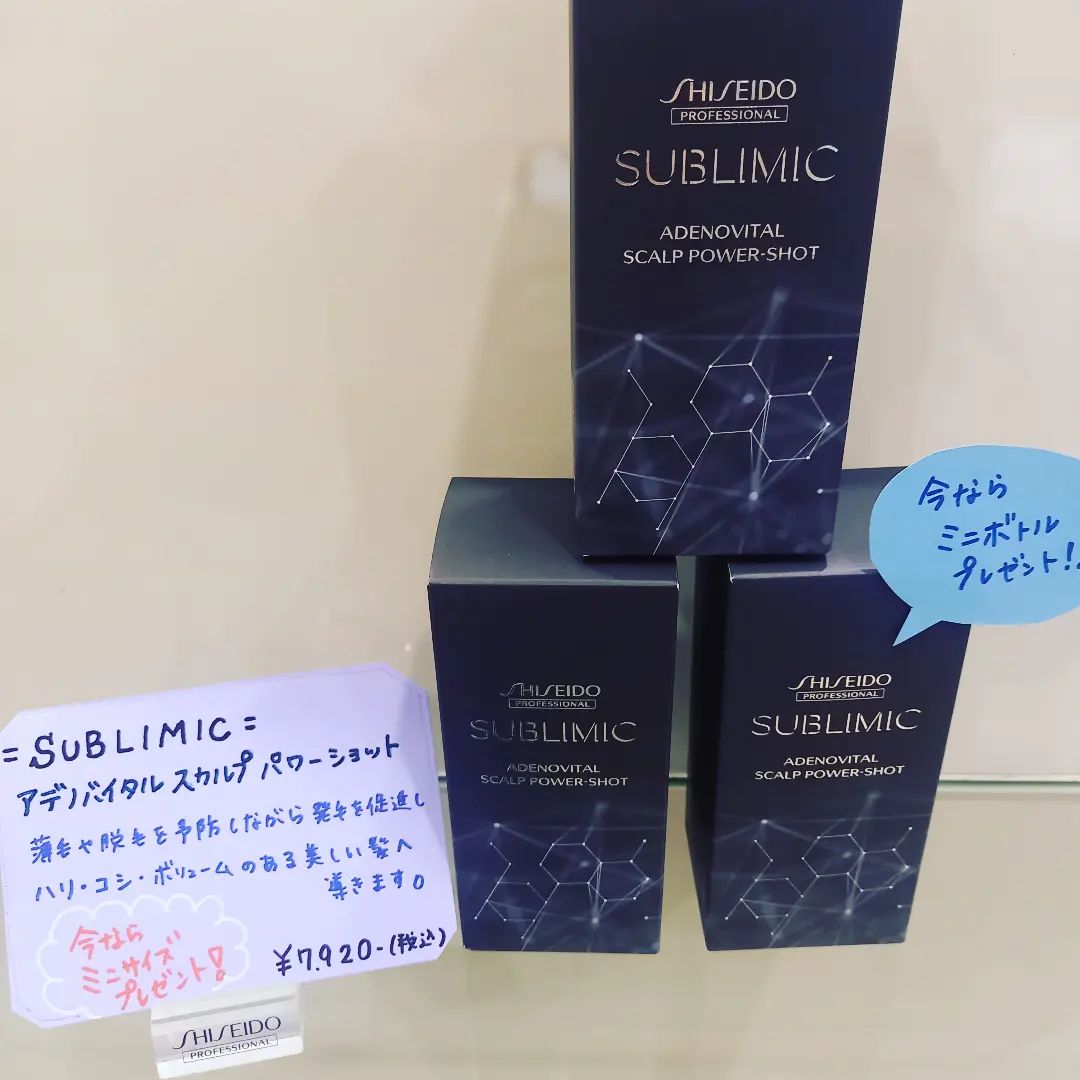 SHISEIDO
PROFESSIONAL
SUBLIMIC
ADENOVITAL
SCALP POWER-SHOT
今なら
ミニボトル
プレゼント!
SHISEIDO
PROFESSIONAL
SUBLIMIC
ADENOVITAL
SCALP POWER-SHOT
SHISEIDO
PROFESSIONAL
SUBLIMIC
ADENOVITAL
SCALP POWER-SHOT
=SUBLIMIC=
アデノバイタル スカルプ パワーショット
薄毛や脱毛を予防しながら発毛を促進し
ハリ・コシ・ボリュームのある美しい髪へ
導きます。
今なら
ミニサイズ
プレゼント!
¥7,920-(税込)
SHISEIDO
PROFESSIONAL